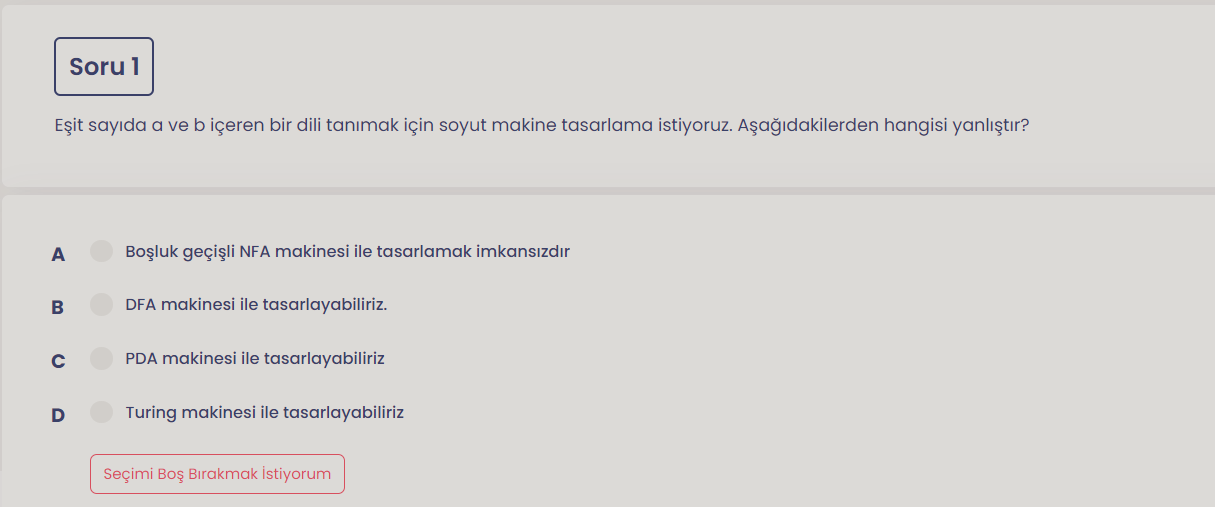 Soru 1
Eşit sayıda a ve b içeren bir dili tanımak için soyut makine tasarlama istiyoruz. Aşağıdakilerden hangisi yanlıştır?
A Boşluk geçişli NFA makinesi ile tasarlamak imkansızdır
B DFA makinesi ile tasarlayabiliriz.
C PDA makinesi ile tasarlayabiliriz
D Turing makinesi ile tasarlayabiliriz
Seçimi Boş Bırakmak İstiyorum